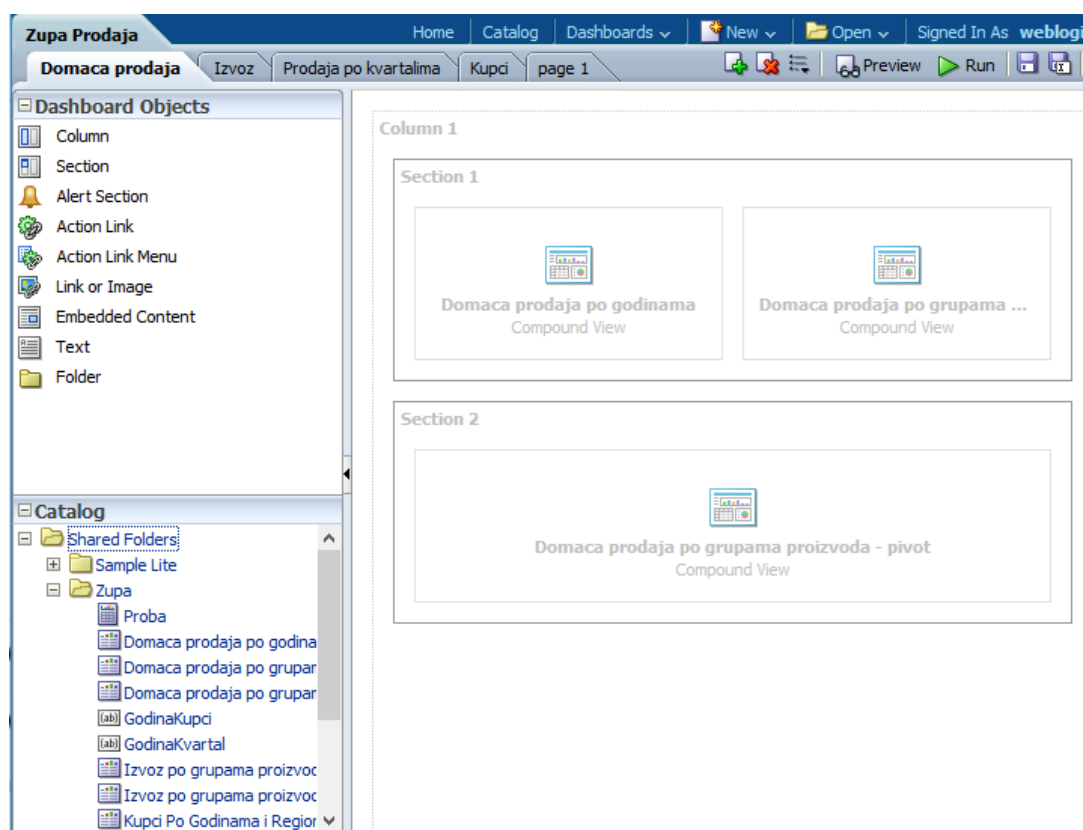 Zupa Prodaja
Home Catalog Dashboards New Open Signed In As weblogi
Domaca prodaja Izvoz Prodaja po kvartalima Kupci page 1 Preview Run
Dashboard Objects
Column
Section
Alert Section
Action Link
Action Link Menu
Link or Image
Embedded Content
Text
Folder
Catalog
Shared Folders
Sample Lite
Zupa
Proba
Domaca prodaja po godina
Domaca prodaja po grupar
Domaca prodaja po grupar
GodinaKupci
GodinaKvartal
Izvoz po grupama proizvoc
Izvoz po grupama proizvoc
Kupci Po Godinama i Regior
Column 1
Section 1
Domaca prodaja po godinama
Compound View
Domaca prodaja po grupama ...
Compound View
Section 2
Domaca prodaja po grupama proizvoda - pivot
Compound View